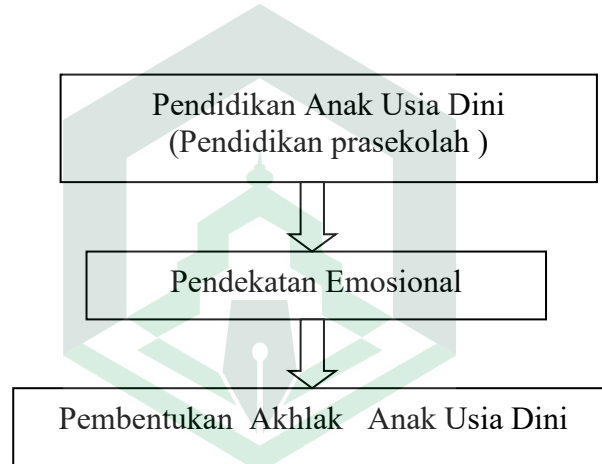 Pendidikan Anak Usia Dini
(Pendidikan prasekolah )
Pendekatan Emosional
Pembentukan Akhlak Anak Usia Dini